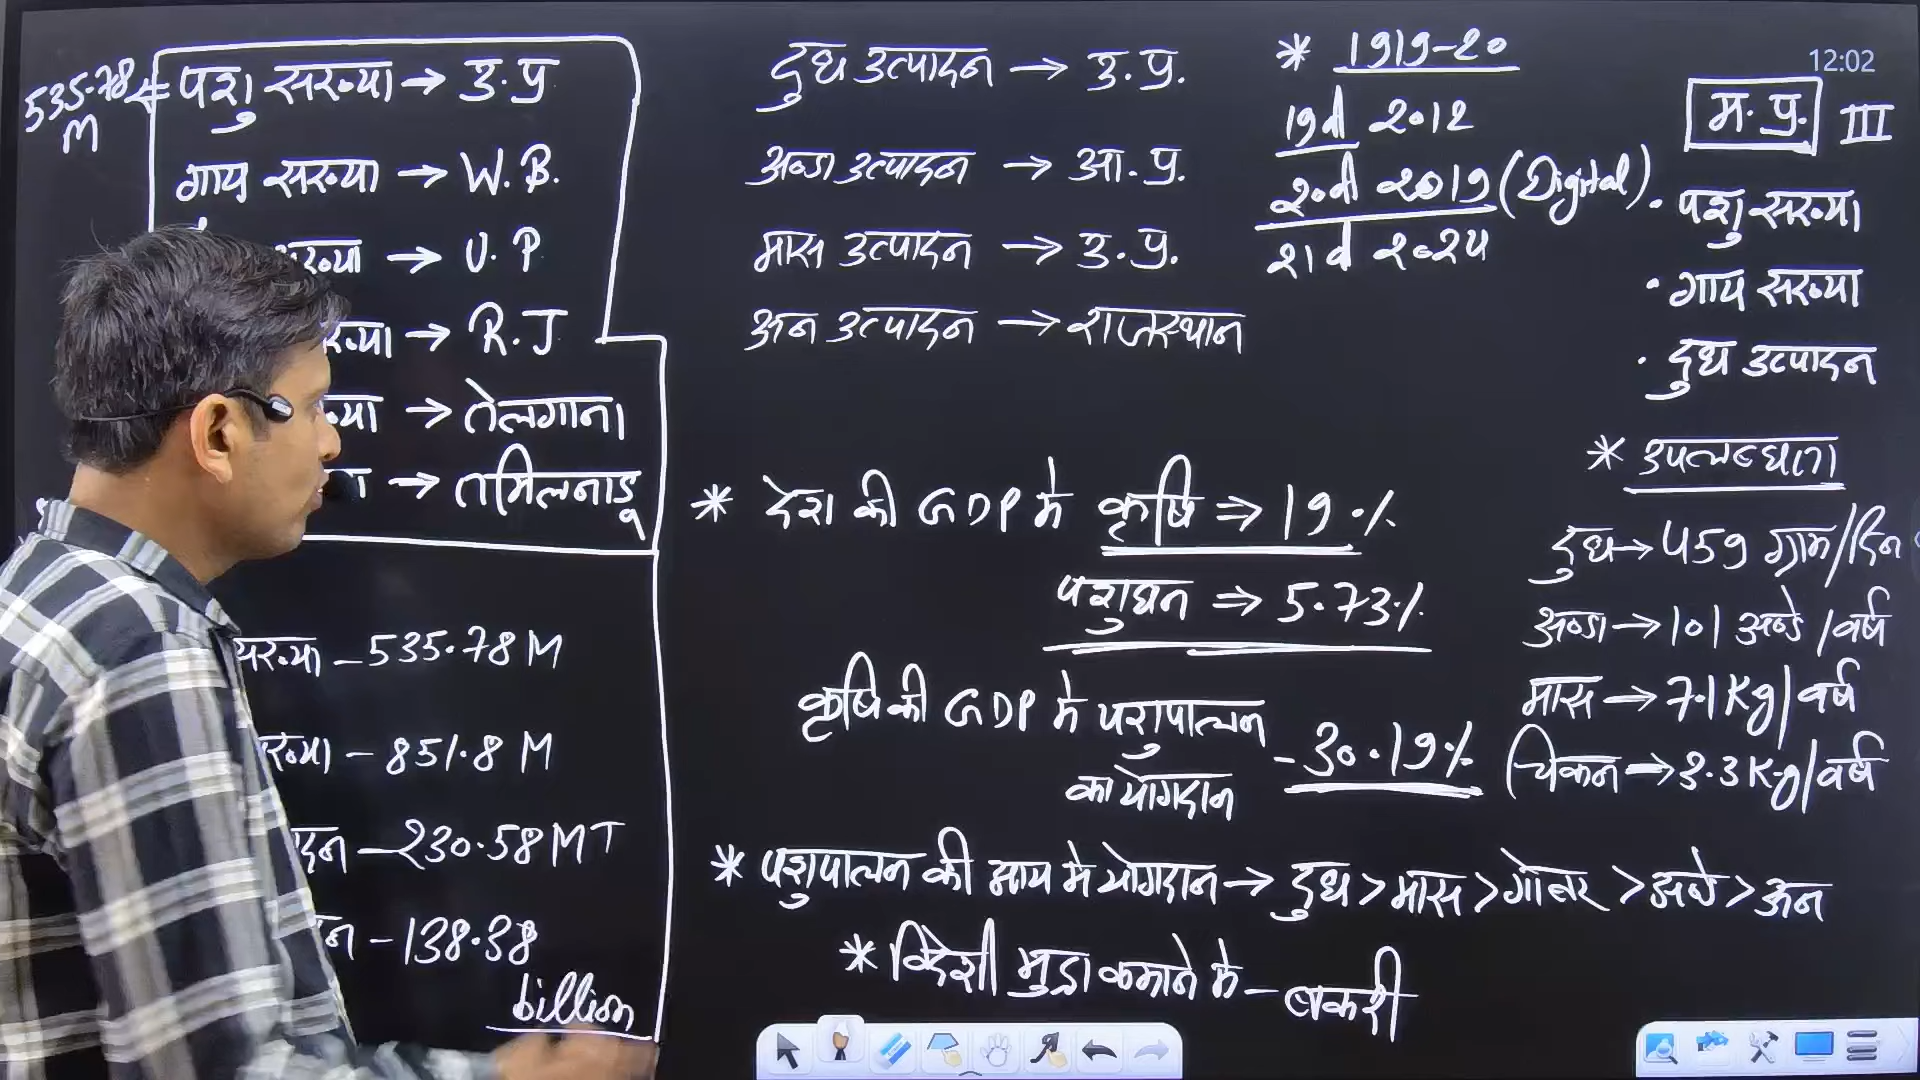 535.78 M
पशु संख्या → उ.प्र
गाय संख्या → W.B.
ख्या → U.P
ख्या → R.J
ख्या → तेलंगाना
→ तमिलनाडू
ख्या – 535.78 M
ख्या – 851.8 M
दन – 230.58 MT
न – 138.38
billion
दुध उत्पादन → उ.प्र.
अण्डा उत्पादन → आ.प्र.
मांस उत्पादन → उ.प्र.
ऊन उत्पादन → राजस्थान
* 1919-20
19वी 2012
20वी 2019 (Digital)
21वी 2024
* देश की GDP मे कृषि ⇒ 19%
पशुधन ⇒ 5.73%
कृषि की GDP मे पशुपालन
का योगदान – 30.19%
* पशुपालन की आय मे योगदान → दुध > मांस > गोबर > अंडे > ऊन
* विदेशी मुद्रा कमाने मे – बकरी
12:02
म.प्र. III
· पशु संख्या
· गाय संख्या
· दुध उत्पादन
* उपलब्धता
दुध → 459 ग्राम/दिन
अण्डा → 101 अण्डे/वर्ष
मांस → 7.1 Kg/वर्ष
चिकन → 3.3 Kg/वर्ष